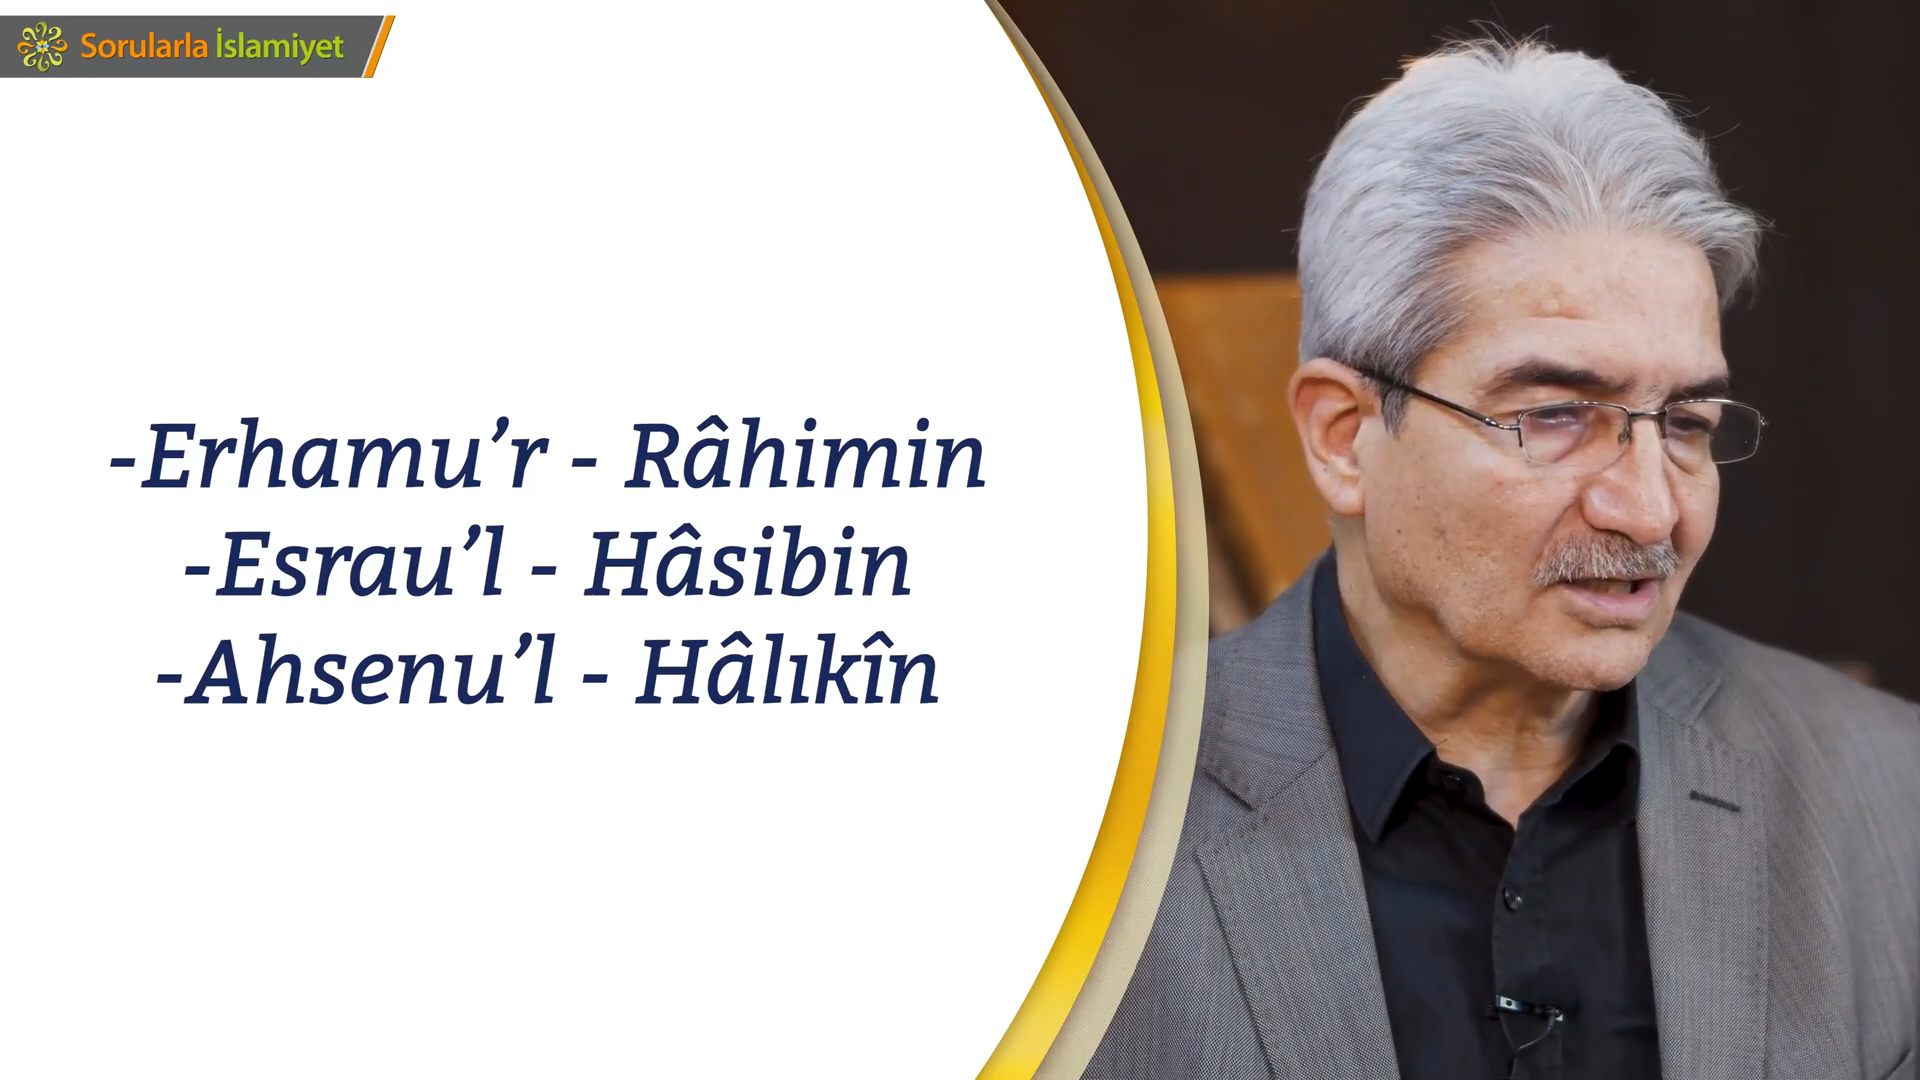 Sorularla İslamiyet
-Erhamu’r - Râhimin
-Esrau’l - Hâsibin
-Ahsenu’l - Hâlıkîn